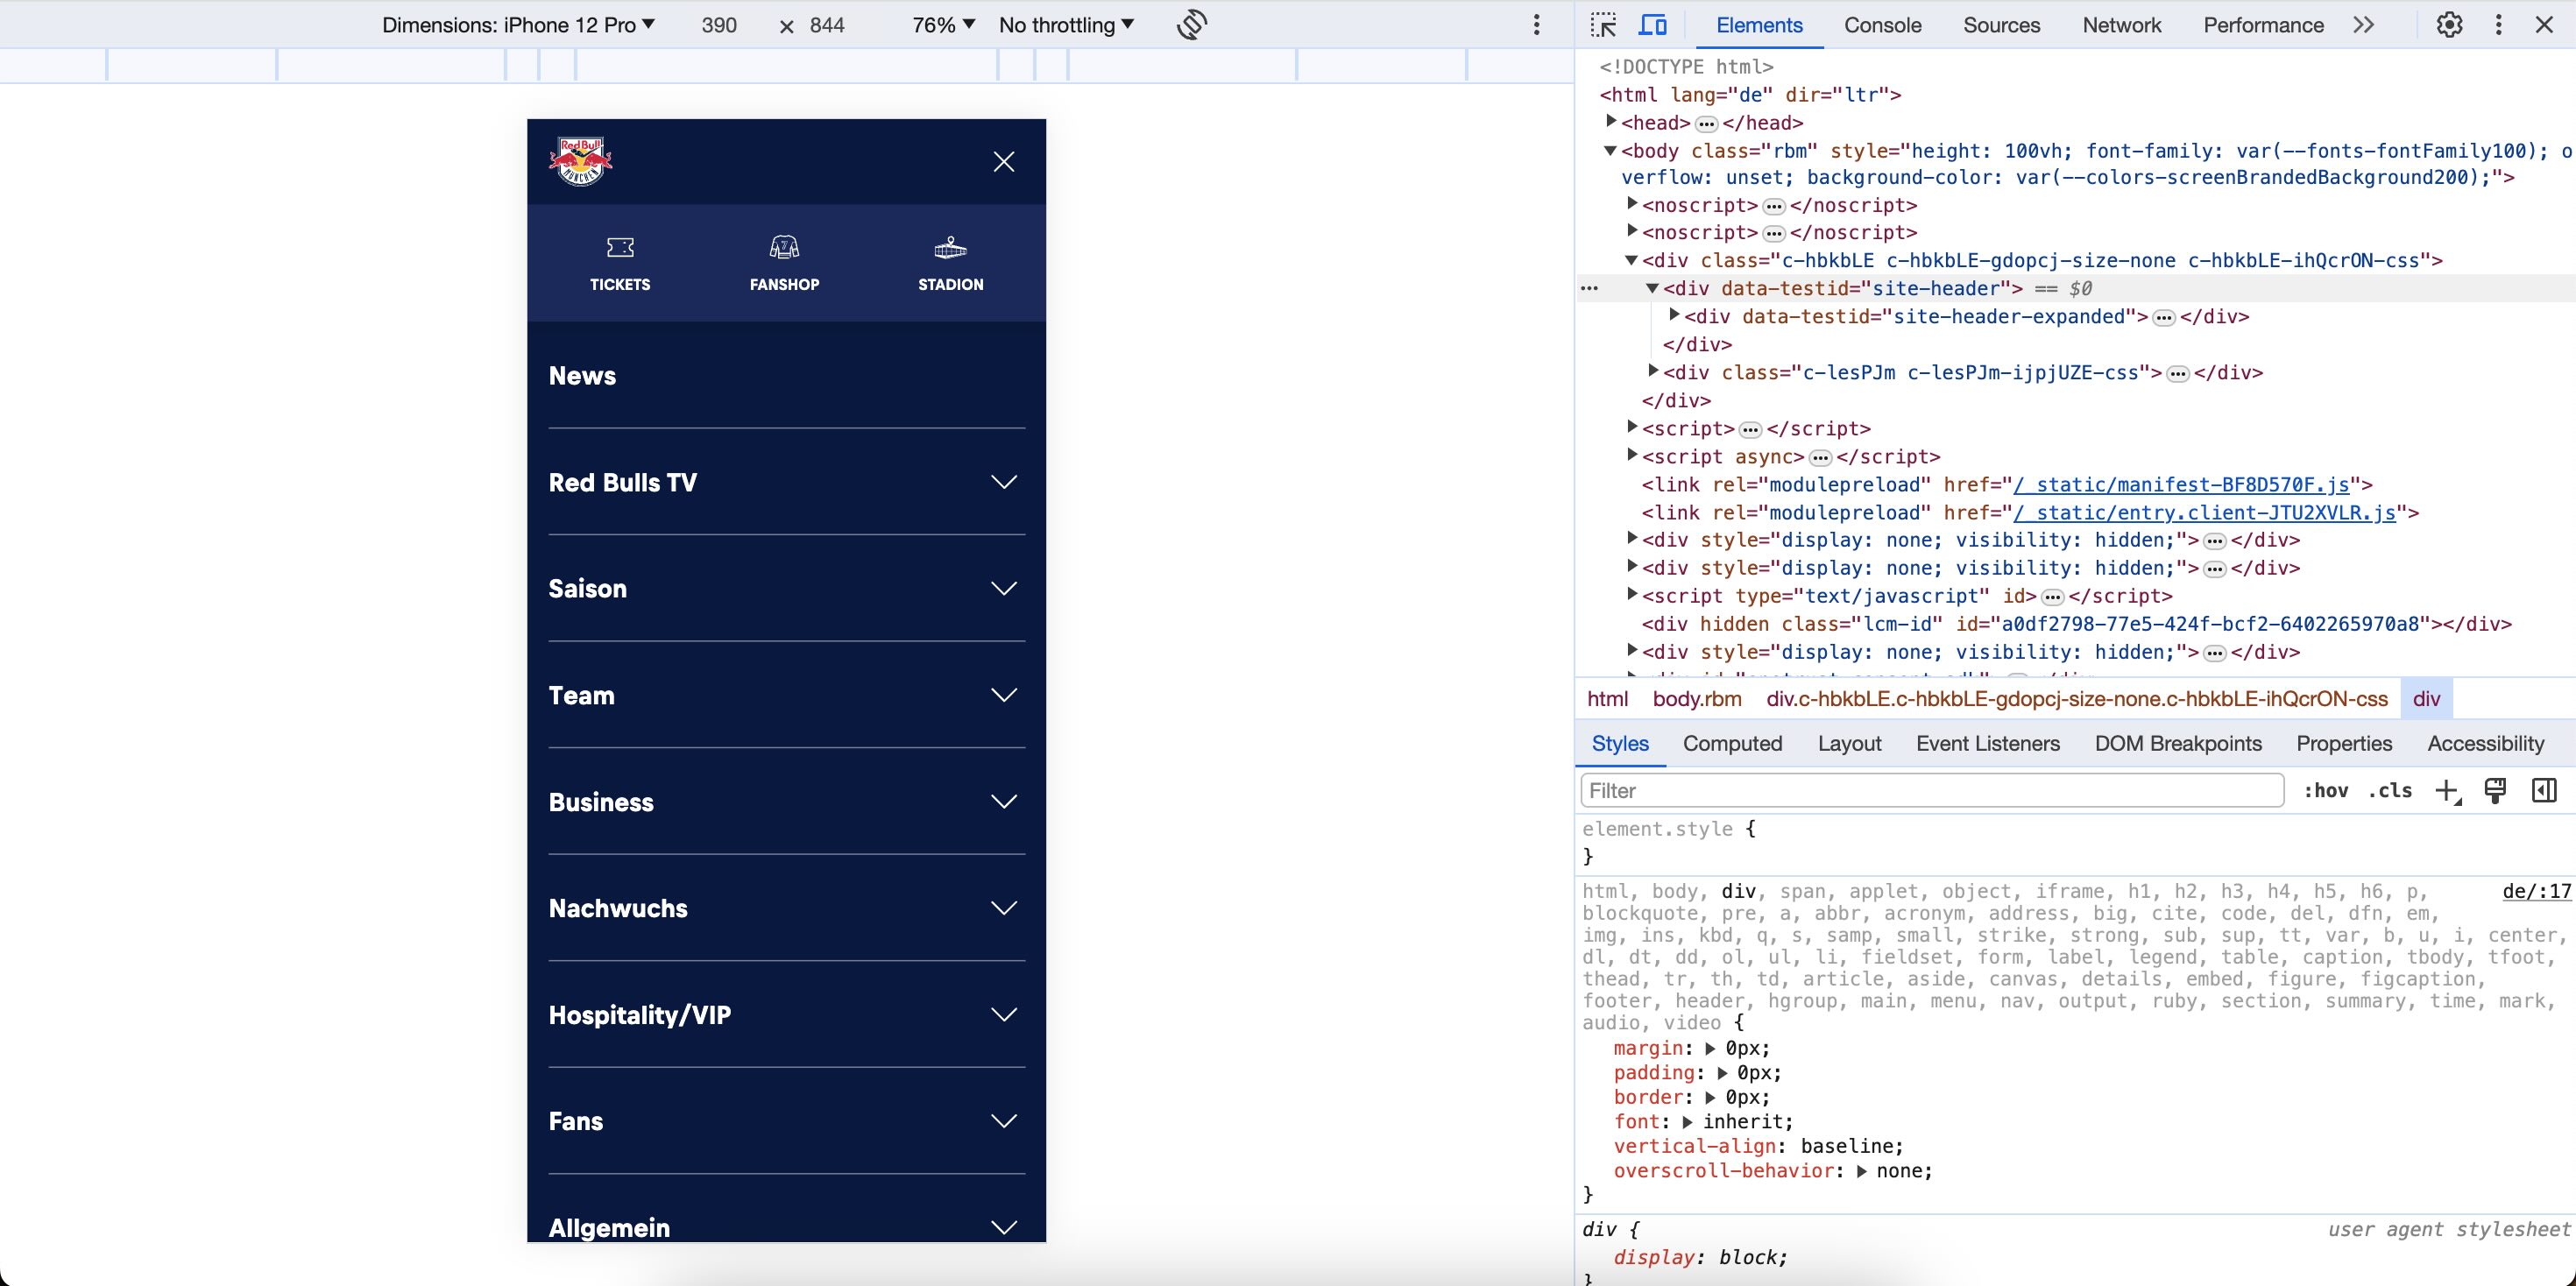 Dimensions: iPhone 12 Pro 390 × 844 76% No throttling
Red Bull
MÜNCHEN
TICKETS FANSHOP STADION
News
Red Bulls TV
Saison
Team
Business
Nachwuchs
Hospitality/VIP
Fans
Allgemein
Elements Console Sources Network Performance
<!DOCTYPE html>
<html lang="de" dir="ltr">
<head> … </head>
<body class="rbm" style="height: 100vh; font-family: var(--fonts-fontFamily100); o
verflow: unset; background-color: var(--colors-screenBrandedBackground200);">
<noscript> … </noscript>
<noscript> … </noscript>
<div class="c-hbkbLE c-hbkbLE-gdopcj-size-none c-hbkbLE-ihQcrON-css">
… <div data-testid="site-header"> == $0
<div data-testid="site-header-expanded"> … </div>
</div>
<div class="c-lesPJm c-lesPJm-ijpjUZE-css"> … </div>
</div>
<script> … </script>
<script async> … </script>
<link rel="modulepreload" href="/_static/manifest-BF8D570F.js">
<link rel="modulepreload" href="/_static/entry.client-JTU2XVLR.js">
<div style="display: none; visibility: hidden;"> … </div>
<div style="display: none; visibility: hidden;"> … </div>
<script type="text/javascript" id> … </script>
<div hidden class="lcm-id" id="a0df2798-77e5-424f-bcf2-6402265970a8"></div>
<div style="display: none; visibility: hidden;"> … </div>
html body.rbm div.c-hbkbLE.c-hbkbLE-gdopcj-size-none.c-hbkbLE-ihQcrON-css div
Styles Computed Layout Event Listeners DOM Breakpoints Properties Accessibility
Filter :hov .cls
element.style {
}
html, body, div, span, applet, object, iframe, h1, h2, h3, h4, h5, h6, p, de/:17
blockquote, pre, a, abbr, acronym, address, big, cite, code, del, dfn, em,
img, ins, kbd, q, s, samp, small, strike, strong, sub, sup, tt, var, b, u, i, center,
dl, dt, dd, ol, ul, li, fieldset, form, label, legend, table, caption, tbody, tfoot,
thead, tr, th, td, article, aside, canvas, details, embed, figure, figcaption,
footer, header, hgroup, main, menu, nav, output, ruby, section, summary, time, mark,
audio, video {
margin: 0px;
padding: 0px;
border: 0px;
font: inherit;
vertical-align: baseline;
overscroll-behavior: none;
}
div { user agent stylesheet
display: block;
}